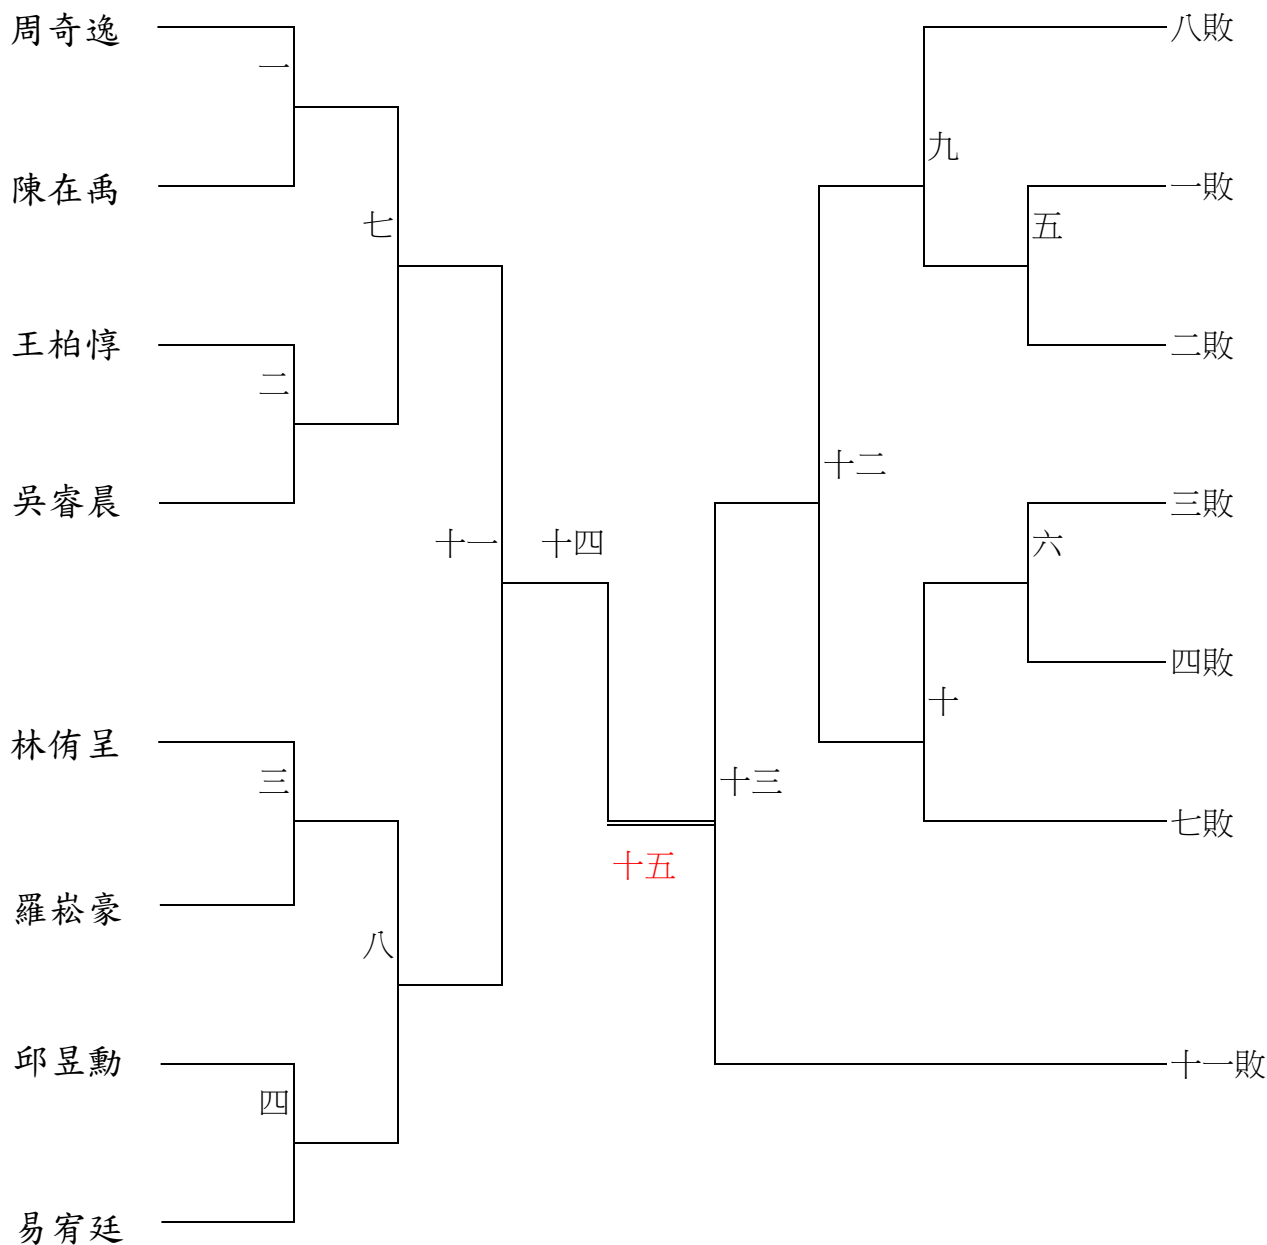 周奇逸
一
陳在禹
七
王柏惇
二
吳睿晨
十一
十四
林侑呈
三
羅崧豪
八
邱昱勳
四
易宥廷
八敗
九
一敗
五
二敗
十二
三敗
六
四敗
十
十三
七敗
十五
十一敗